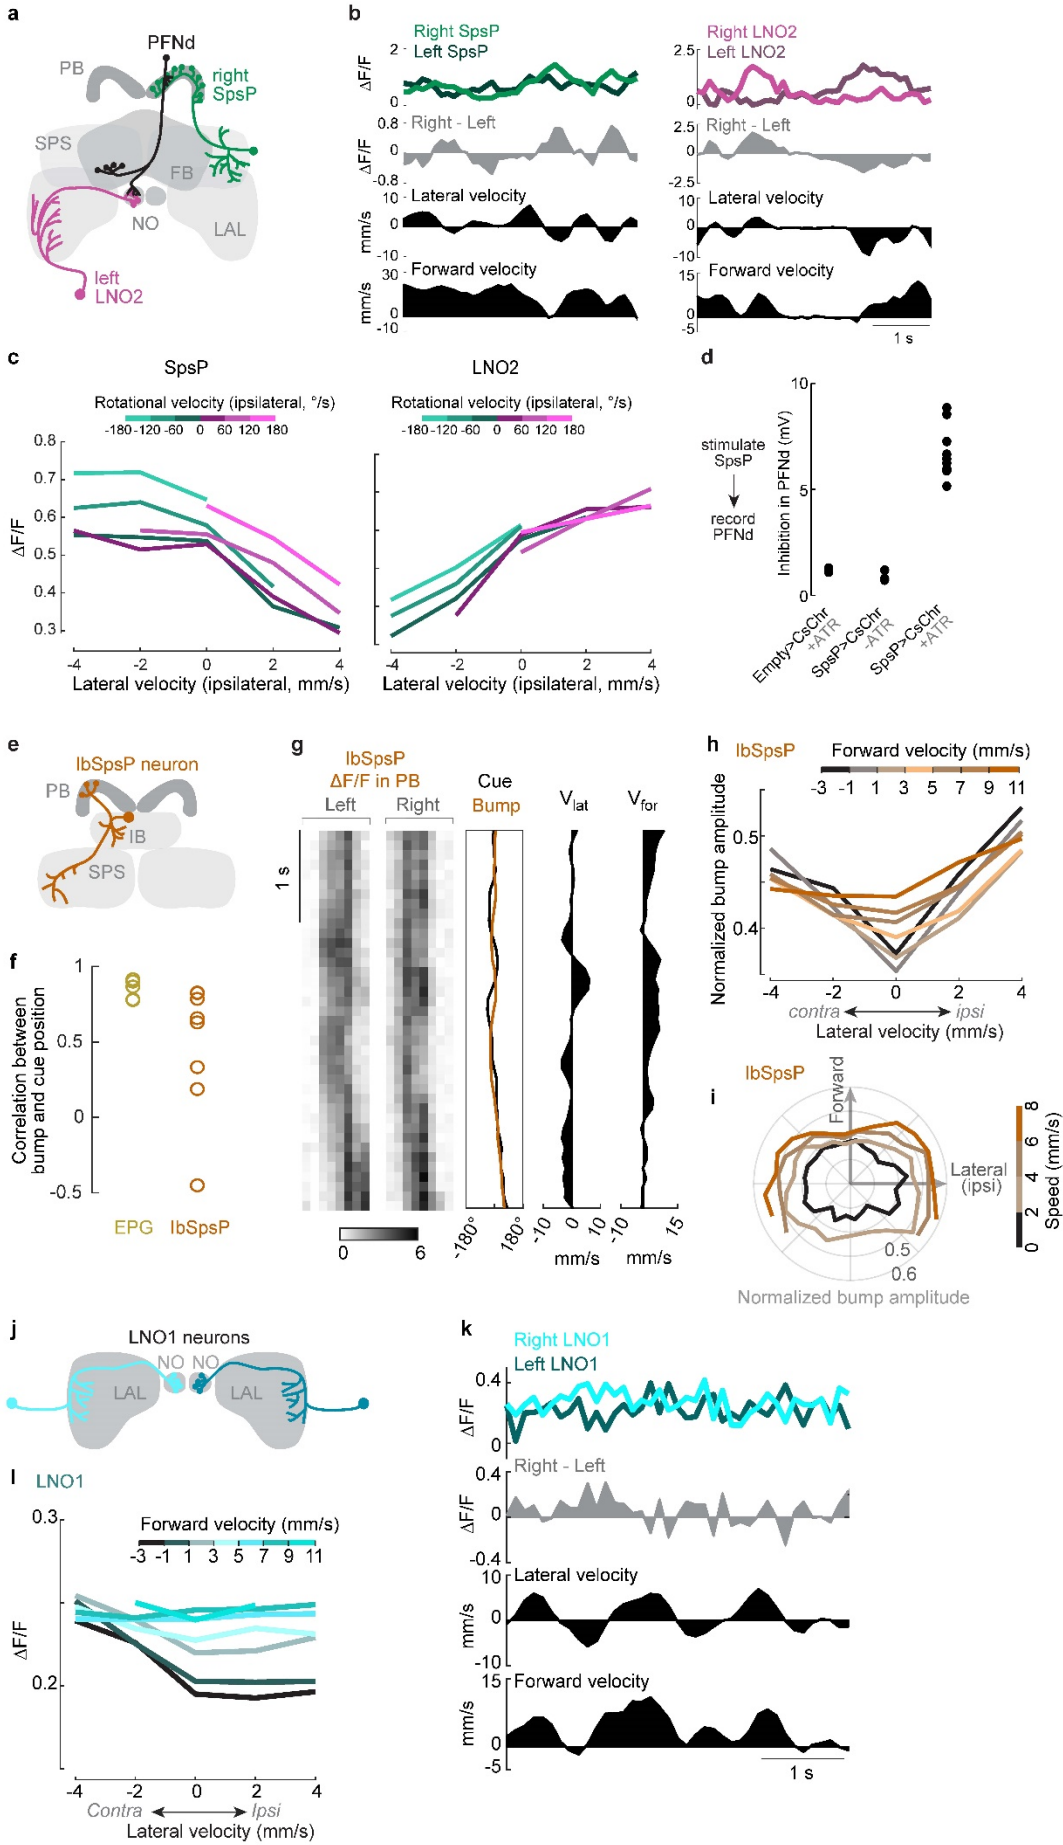 a
PFNd
PB
right
SpsP
SPS
FB
NO
LAL
left
LNO2
b
Right SpsP
Left SpsP
2
ΔF/F
0
Right LNO2
Left LNO2
2.5
0
0.8
Right - Left
ΔF/F
0
-0.8
2.5
Right - Left
0
-2.5
Lateral velocity
10
mm/s
0
-10
Lateral velocity
10
0
-10
Forward velocity
30
mm/s
0
-10
Forward velocity
15
0
-5
1 s
c
SpsP
Rotational velocity (ipsilateral, °/s)
-180 -120 -60 0 60 120 180
0.8
0.7
0.6
0.5
0.4
0.3
ΔF/F
-4 -2 0 2 4
Lateral velocity (ipsilateral, mm/s)
LNO2
Rotational velocity (ipsilateral, °/s)
-180 -120 -60 0 60 120 180
-4 -2 0 2 4
Lateral velocity (ipsilateral, mm/s)
d
stimulate
SpsP
record
PFNd
Inhibition in PFNd (mV)
10
5
0
Empty>CsChr
+ATR
SpsP>CsChr
-ATR
SpsP>CsChr
+ATR
e
IbSpsP neuron
PB
IB
SPS
f
Correlation between
bump and cue position
1
0.5
0
-0.5
EPG IbSpsP
g
IbSpsP
ΔF/F in PB
Left Right
1 s
0 6
Cue
Bump
-180° 180°
Vlat
-10 0 10
mm/s
Vfor
-10 15
mm/s
h
IbSpsP
Forward velocity (mm/s)
-3 -1 1 3 5 7 9 11
Normalized bump amplitude
0.5
0.4
-4 -2 0 2 4
contra ipsi
Lateral velocity (mm/s)
i
IbSpsP
Forward
Lateral
(ipsi)
0.5
0.6
Normalized bump amplitude
8
6
4
2
0
Speed (mm/s)
j
LNO1 neurons
NO NO
LAL LAL
k
Right LNO1
Left LNO1
0.4
ΔF/F
0
Right - Left
0.4
ΔF/F
0
-0.4
Lateral velocity
10
mm/s
0
-10
Forward velocity
15
mm/s
0
-5
1 s
l
LNO1
0.3
Forward velocity (mm/s)
-3 -1 1 3 5 7 9 11
ΔF/F
0.2
-4 -2 0 2 4
Contra Ipsi
Lateral velocity (mm/s)